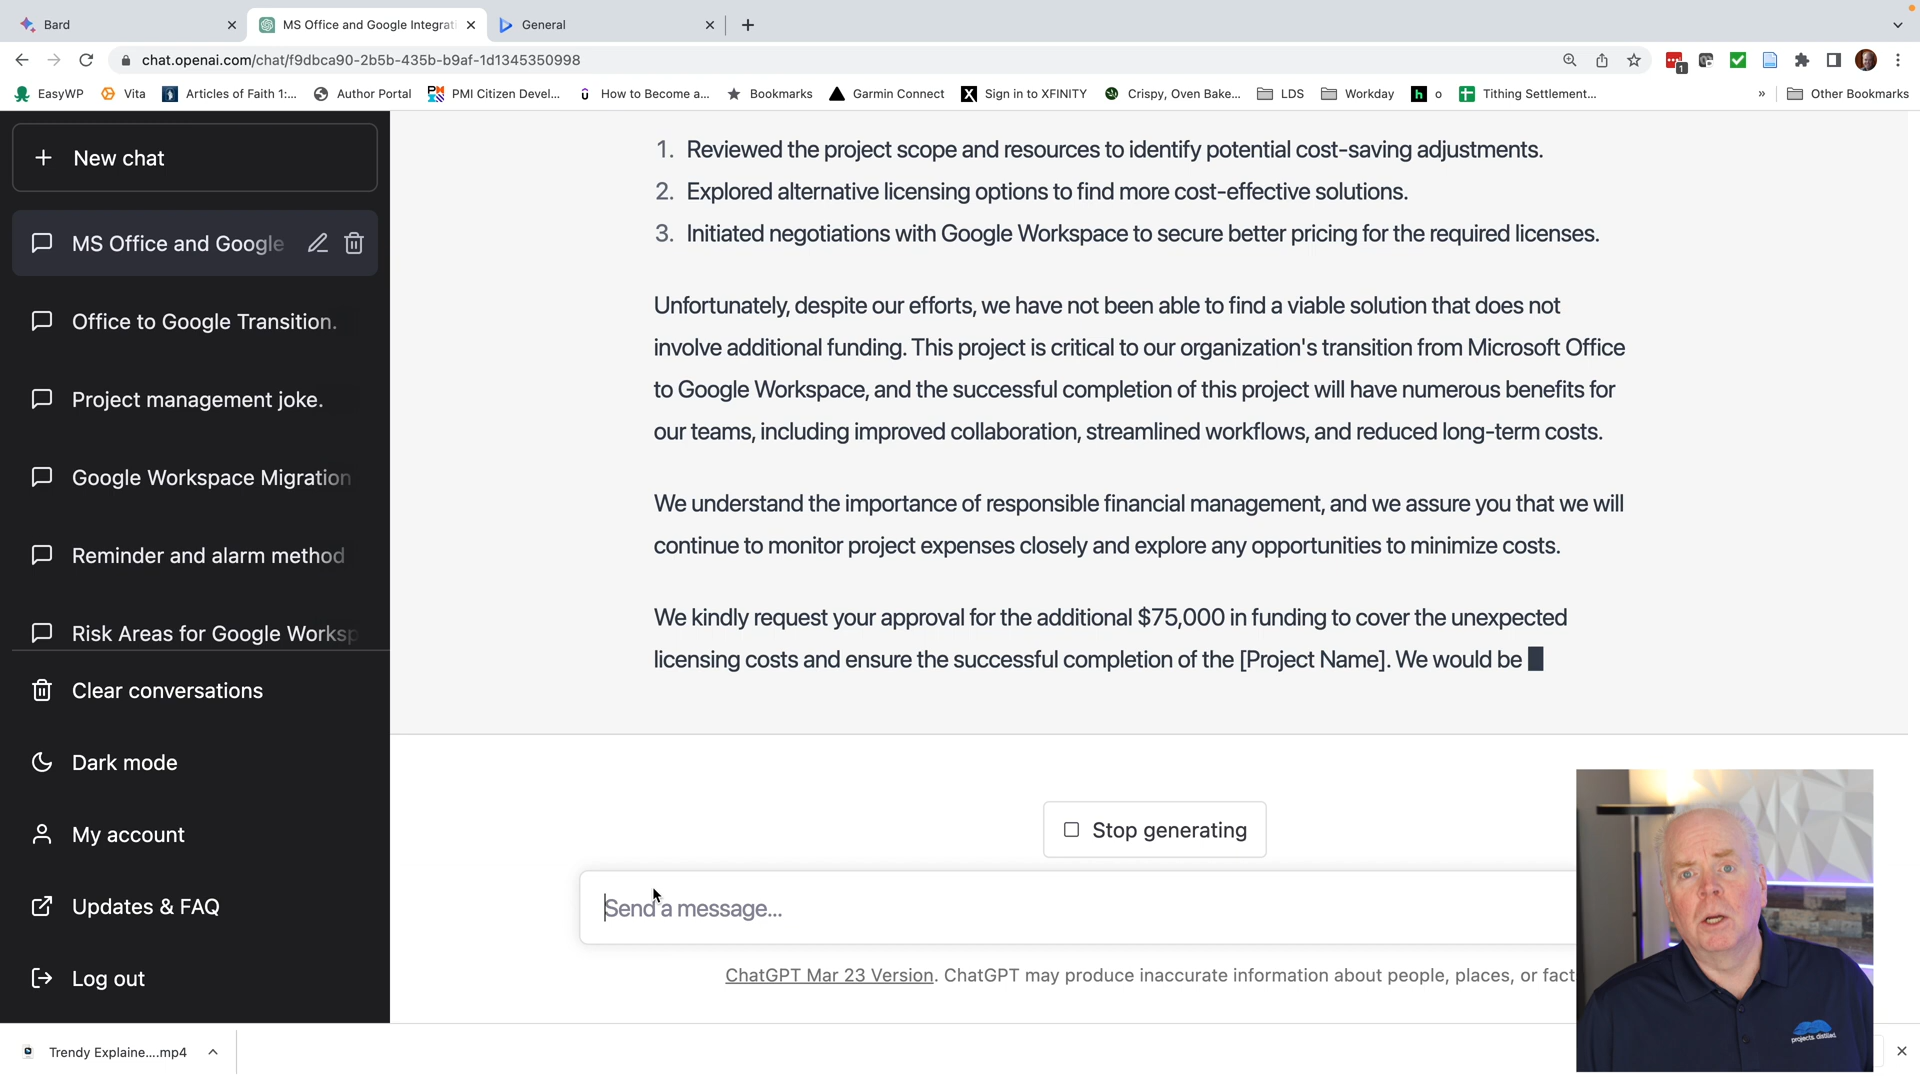 Bard
MS Office and Google Integrat
General
chat.openai.com/chat/f9dbca90-2b5b-435b-b9af-1d1345350998
1
EasyWP
Vita
Articles of Faith 1:...
Author Portal
PMI Citizen Devel...
How to Become a...
Bookmarks
Garmin Connect
Sign in to XFINITY
Crispy, Oven Bake...
LDS
Workday
h o
Tithing Settlement...
»
Other Bookmarks
New chat
MS Office and Google
Office to Google Transition.
Project management joke.
Google Workspace Migration
Reminder and alarm method
Risk Areas for Google Worksp
Clear conversations
Dark mode
My account
Updates & FAQ
Log out
1. Reviewed the project scope and resources to identify potential cost-saving adjustments.
2. Explored alternative licensing options to find more cost-effective solutions.
3. Initiated negotiations with Google Workspace to secure better pricing for the required licenses.
Unfortunately, despite our efforts, we have not been able to find a viable solution that does not
involve additional funding. This project is critical to our organization's transition from Microsoft Office
to Google Workspace, and the successful completion of this project will have numerous benefits for
our teams, including improved collaboration, streamlined workflows, and reduced long-term costs.
We understand the importance of responsible financial management, and we assure you that we will
continue to monitor project expenses closely and explore any opportunities to minimize costs.
We kindly request your approval for the additional $75,000 in funding to cover the unexpected
licensing costs and ensure the successful completion of the [Project Name]. We would be
Stop generating
Send a message...
ChatGPT Mar 23 Version. ChatGPT may produce inaccurate information about people, places, or fact
projects. distilled.
Trendy Explaine....mp4